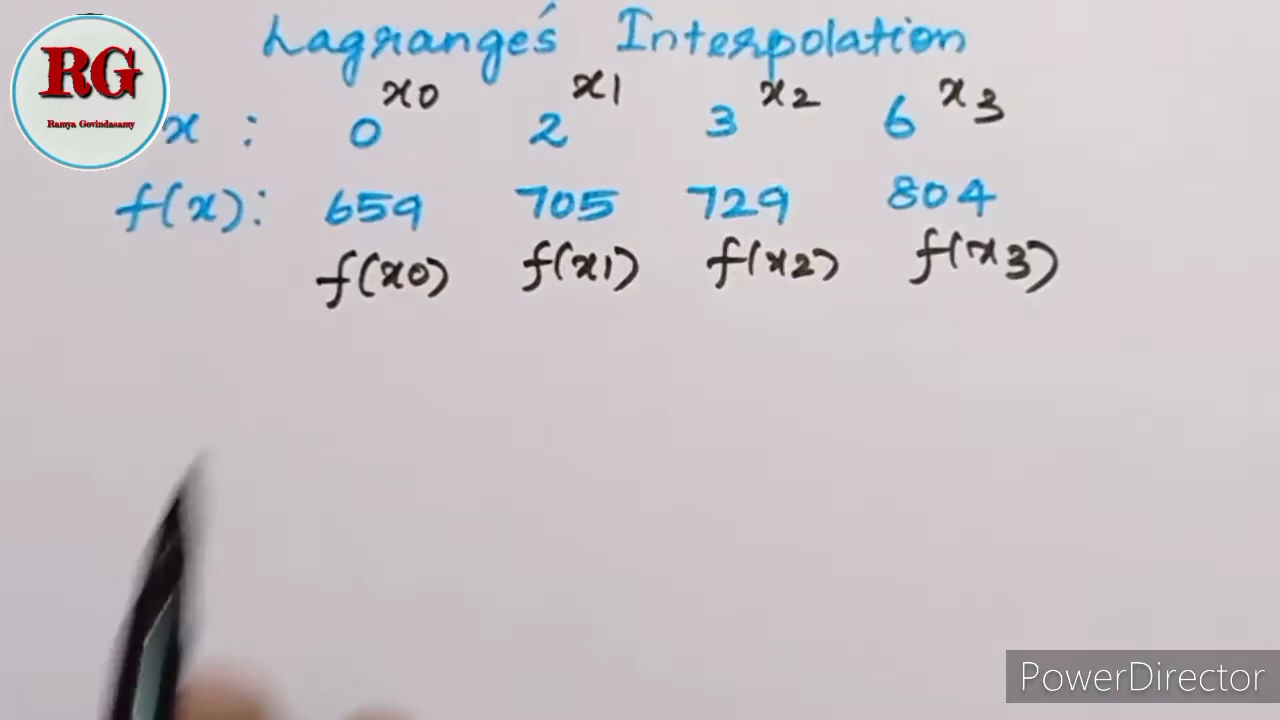 Lagrange's Interpolation
RG
Ramya Govindasamy
x0 x1 x2 x3
x : 0 2 3 6
f(x): 659 705 729 804
f(x0) f(x1) f(x2) f(x3)
PowerDirector